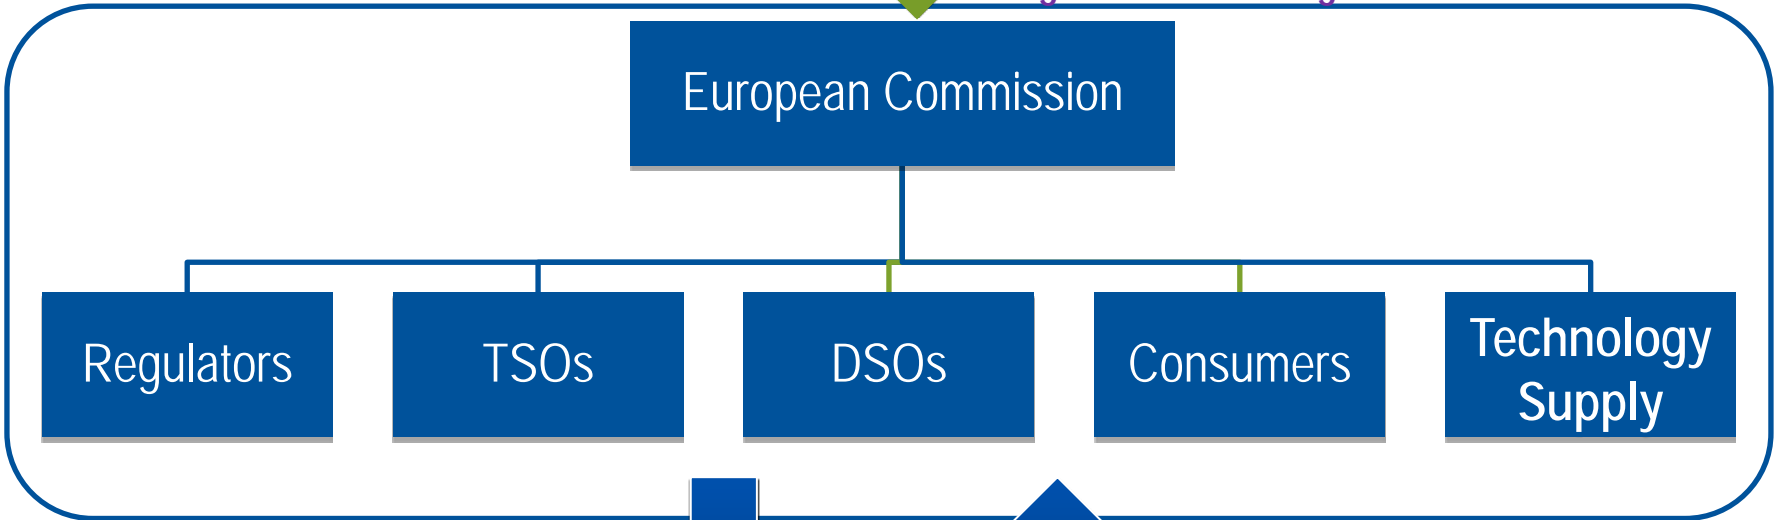 European Commission
Regulators
TSOs
DSOs
Consumers
Technology
Supply